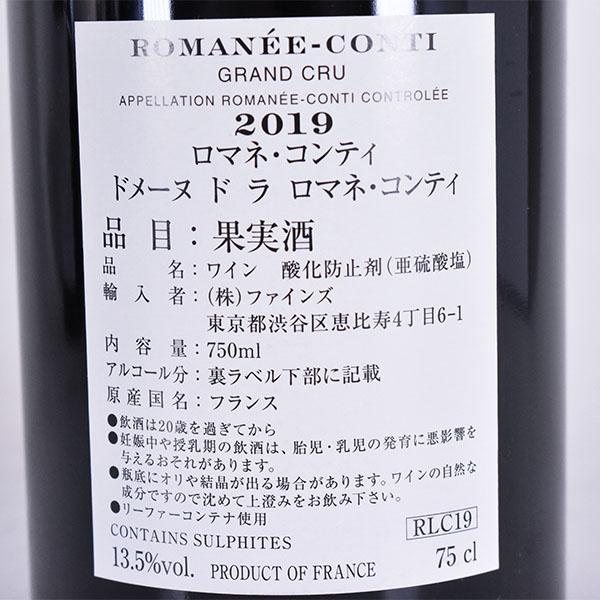 ROMANÉE-CONTI
GRAND CRU
APPELLATION ROMANÉE-CONTI CONTROLÉE
2019
ロマネ・コンティ
ドメーヌ ド ラ ロマネ・コンティ
品 目：果実酒
品 名：ワイン 酸化防止剤（亜硫酸塩）
輸 入 者：（株）ファインズ
東京都渋谷区恵比寿4丁目6-1
内 容 量：750ml
アルコール分：裏ラベル下部に記載
原 産 国 名：フランス
●飲酒は20歳を過ぎてから
●妊娠中や授乳期の飲酒は、胎児・乳児の発育に悪影響を
与えるおそれがあります。
●瓶底にオリや結晶が出る場合があります。ワインの自然な
成分ですので沈めて上澄みをお飲み下さい。
●リーファーコンテナ使用
CONTAINS SULPHITES
RLC19
13.5%vol. PRODUCT OF FRANCE 75 cl